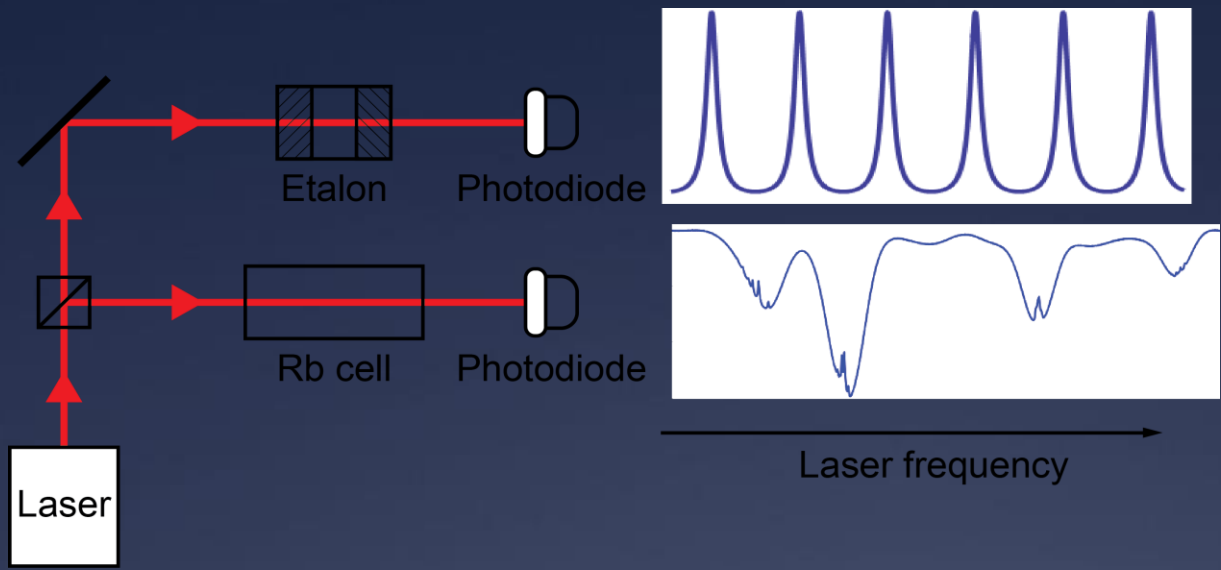 Etalon
Photodiode
Rb cell
Photodiode
Laser frequency
Laser